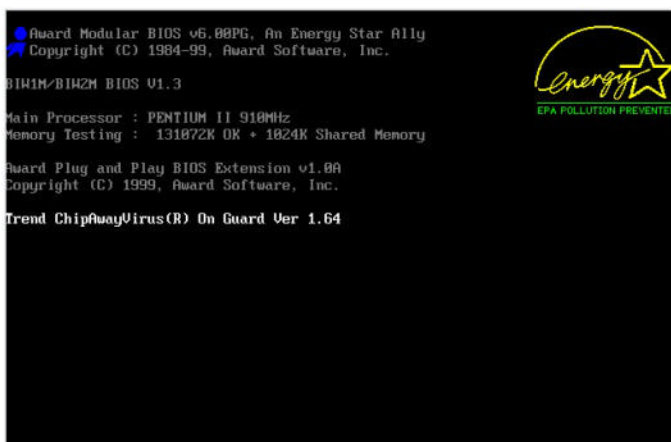 Award Modular BIOS v6.00PG, An Energy Star Ally
Copyright (C) 1984-99, Award Software, Inc.
energy
EPA POLLUTION PREVENTER
BIW1M/BIW2M BIOS V1.3
Main Processor : PENTIUM II 910MHz
Memory Testing :  131072K OK + 1024K Shared Memory
Award Plug and Play BIOS Extension v1.0A
Copyright (C) 1999, Award Software, Inc.
Trend ChipAwayVirus(R) On Guard Ver 1.64